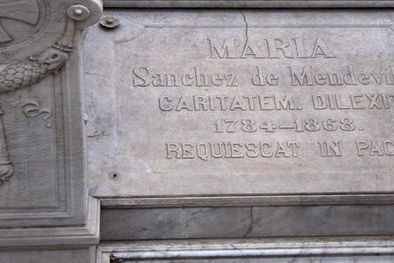 MARIA
Sanchez de Mendevil
CARITATEM. DILEXIT
1784-1868.
REQUIESCAT IN PAC